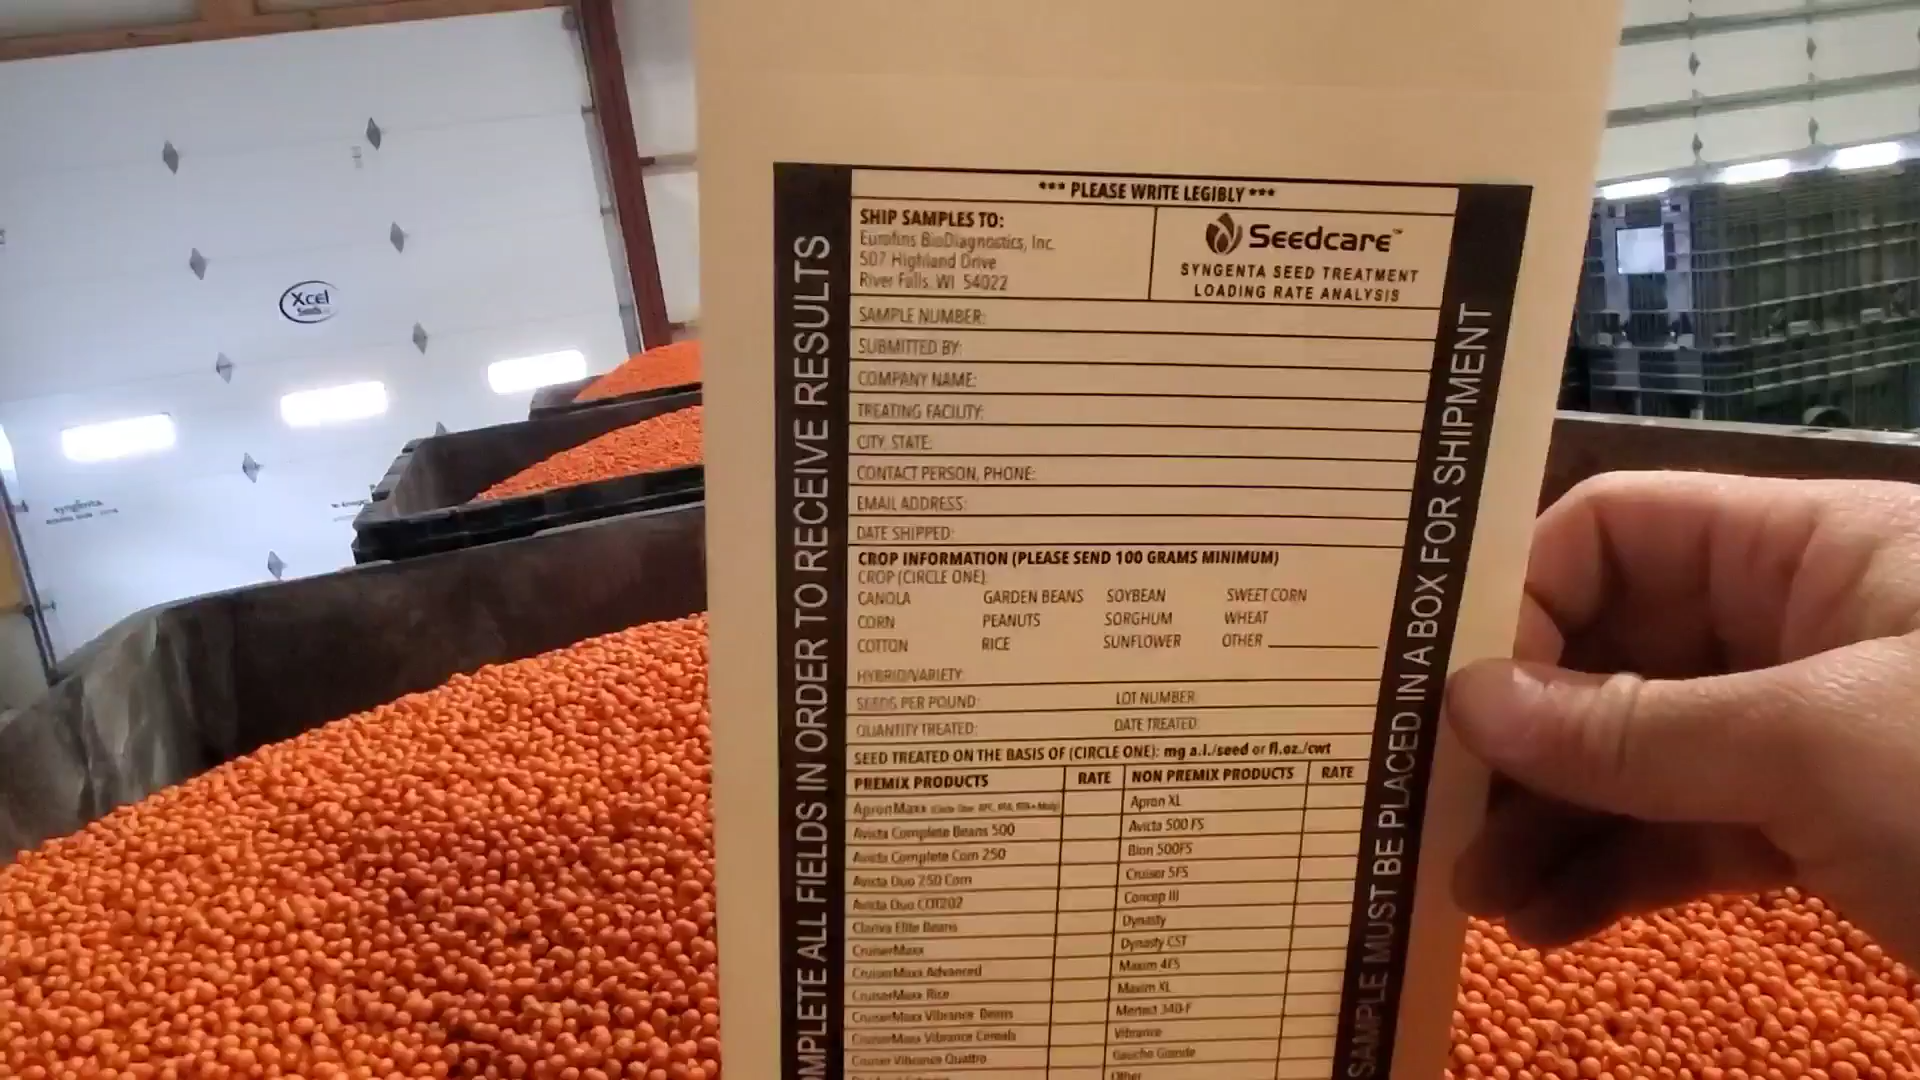 Xcel
Seeds
syngenta
COMPLETE ALL FIELDS IN ORDER TO RECEIVE RESULTS
*** PLEASE WRITE LEGIBLY ***
SHIP SAMPLES TO:
Eurofins BioDiagnostics, Inc.
507 Highland Drive
River Falls, WI 54022
Seedcare™
SYNGENTA SEED TREATMENT
LOADING RATE ANALYSIS
SAMPLE NUMBER:
SUBMITTED BY:
COMPANY NAME:
TREATING FACILITY:
CITY, STATE:
CONTACT PERSON, PHONE:
EMAIL ADDRESS:
DATE SHIPPED:
CROP INFORMATION (PLEASE SEND 100 GRAMS MINIMUM)
CROP (CIRCLE ONE)
CANOLA GARDEN BEANS SOYBEAN SWEET CORN
CORN PEANUTS SORGHUM WHEAT
COTTON RICE SUNFLOWER OTHER
HYBRID/VARIETY:
SEEDS PER POUND: LOT NUMBER:
QUANTITY TREATED: DATE TREATED:
SEED TREATED ON THE BASIS OF (CIRCLE ONE): mg a.i./seed or fl.oz./cwt
PREMIX PRODUCTS RATE NON PREMIX PRODUCTS RATE
ApronMaxx Apron XL
Avicta Complete Beans 500 Avicta 500 FS
Avicta Complete Corn 250 Bion 500FS
Avicta Duo 250 Corn Cruiser 5FS
Avicta Duo COT202 Concep III
Clariva Elite Beans Dynasty
CruiserMaxx Dynasty CST
CruiserMaxx Advanced Maxim 4FS
CruiserMaxx Rice Maxim XL
CruiserMaxx Vibrance Beans Mertect 340-F
CruiserMaxx Vibrance Cereals Vibrance
Cruiser Vibrance Quattro Gaucho Grande
Other
SAMPLE MUST BE PLACED IN A BOX FOR SHIPMENT